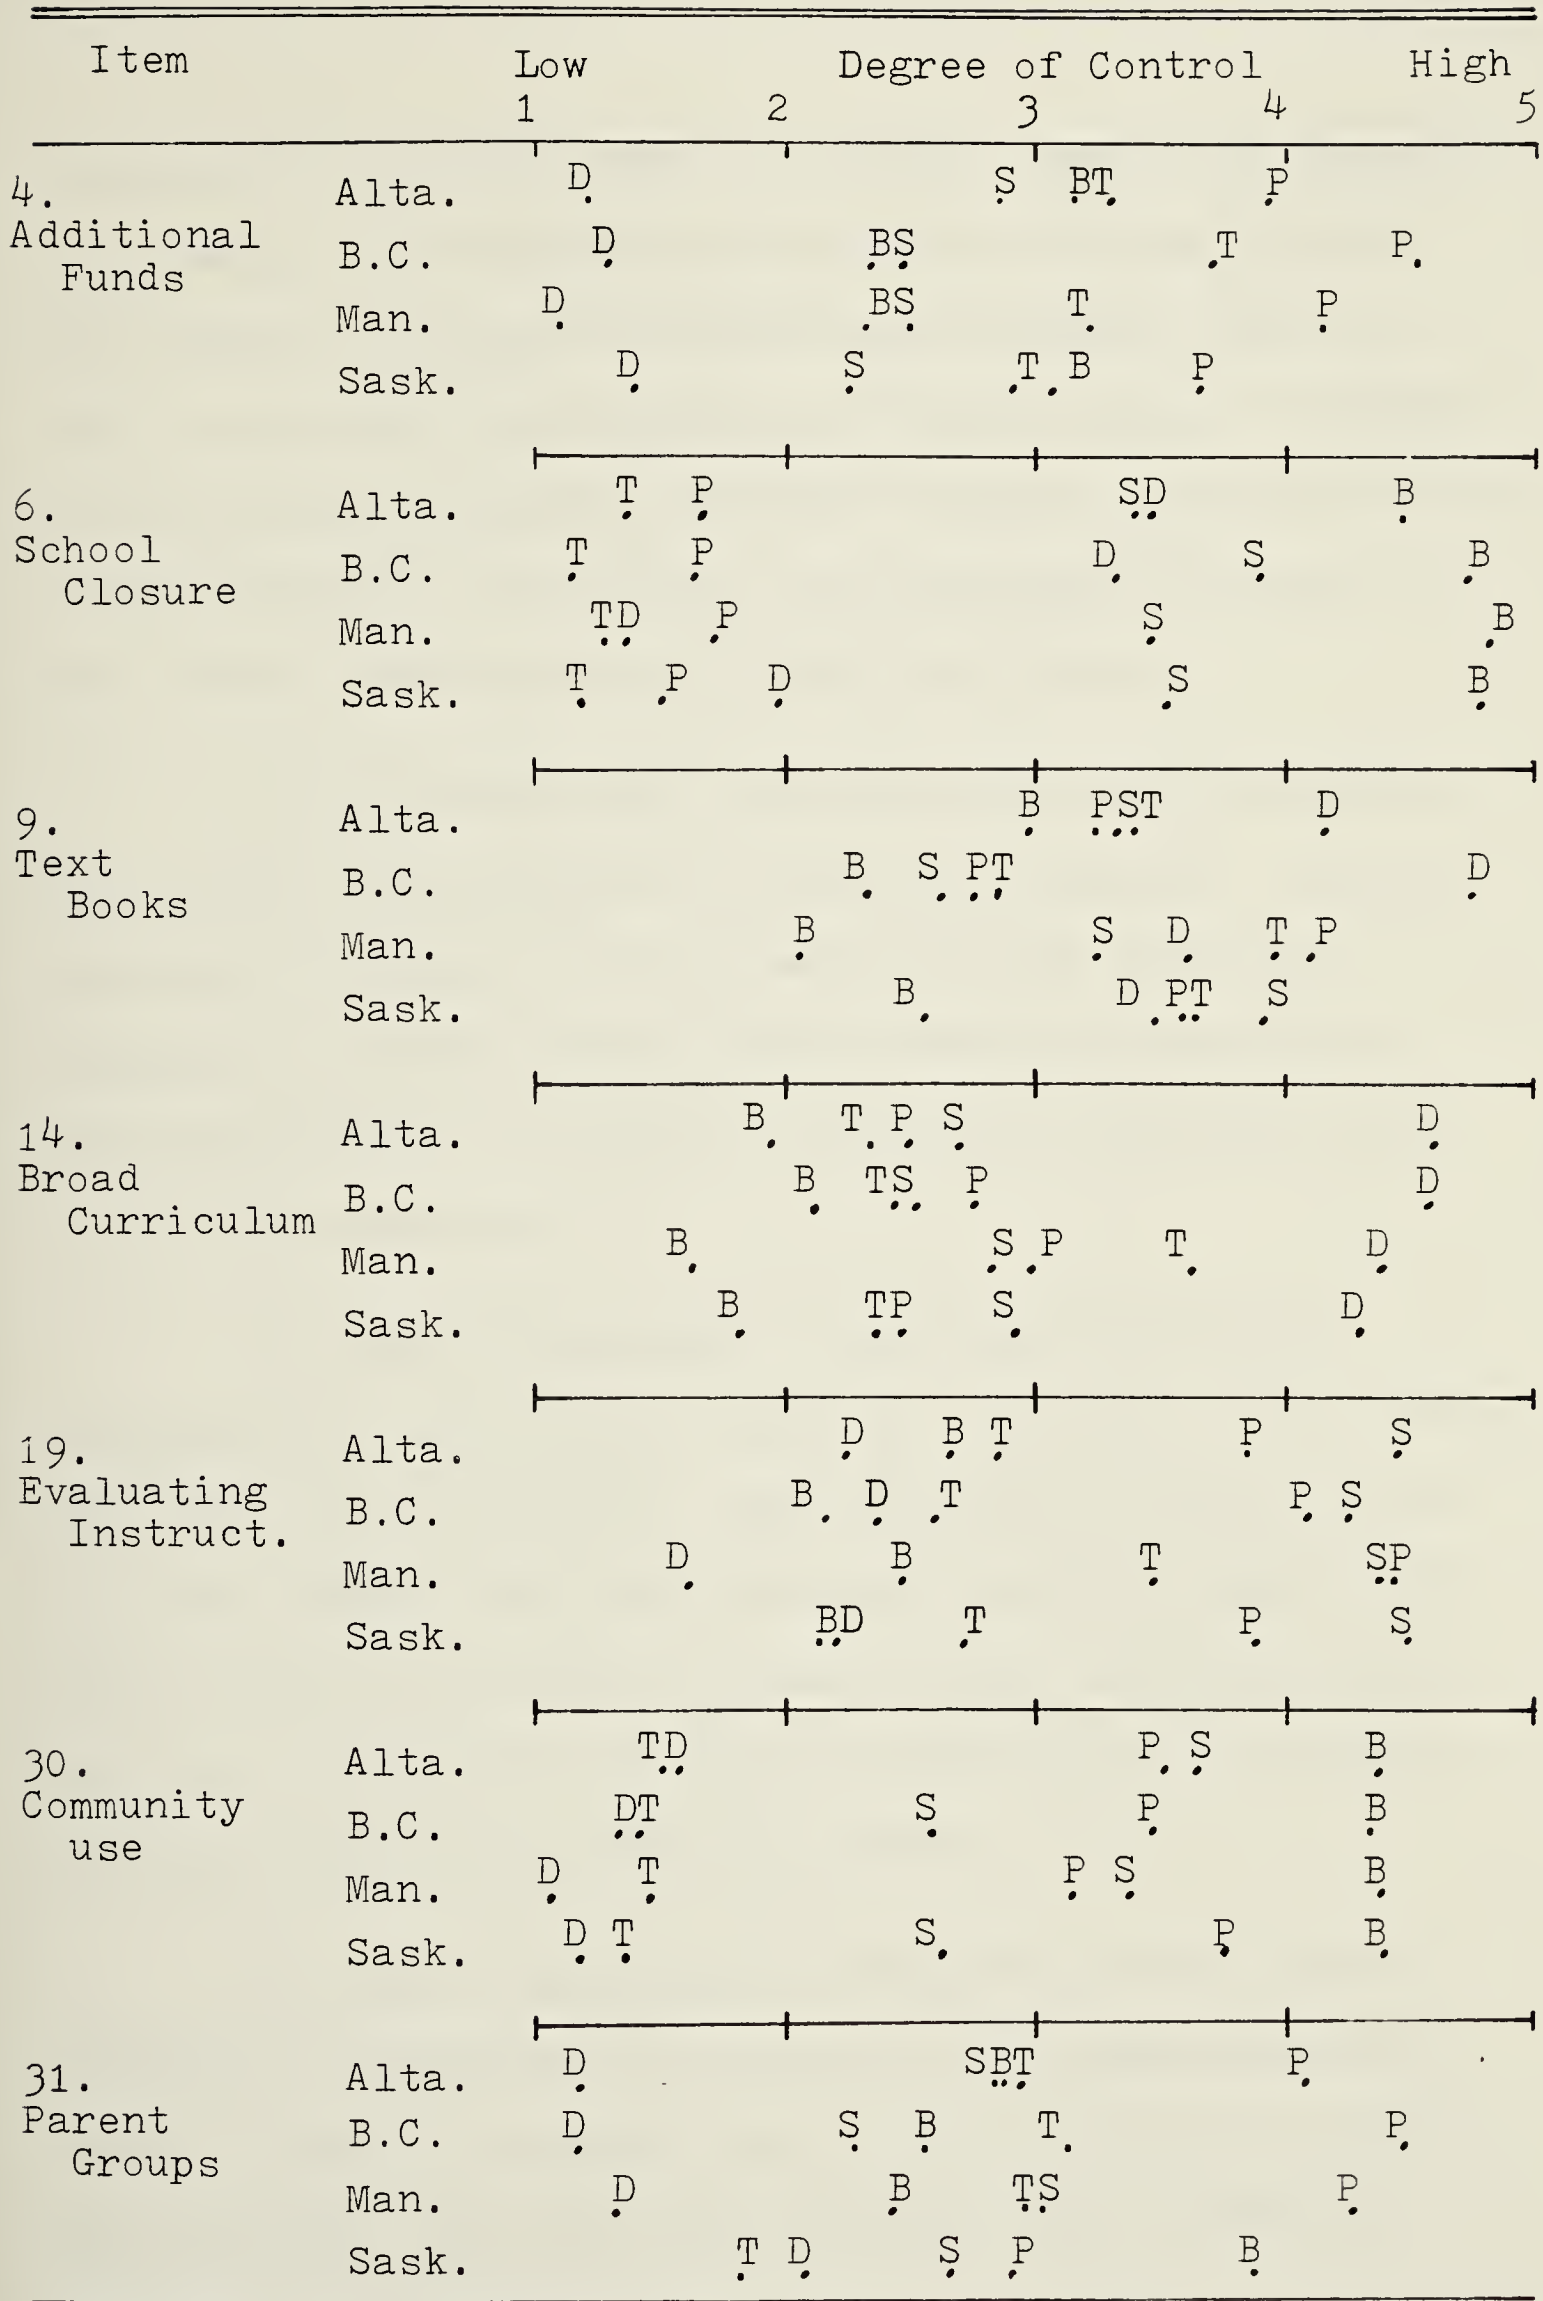 Item Low Degree of Control High
1 2 3 4 5
4. Alta. D S BT P
Additional
Funds B.C. D BS T P
Man. D BS T P
Sask. D S T B P
6. Alta. T P SD B
School
Closure B.C. T P D S B
Man. TD P S B
Sask. T P D S B
9. Alta. B PST D
Text
Books B.C. B S PT D
Man. B S D T P
Sask. B D PT S
14. Alta. B T P S D
Broad
Curriculum B.C. B TS P D
Man. B S P T D
Sask. B TP S D
19. Alta. D B T P S
Evaluating
Instruct. B.C. B D T P S
Man. D B T SP
Sask. BD T P S
30. Alta. TD P S B
Community
use B.C. DT S P B
Man. D T P S B
Sask. D T S P B
31. Alta. D SBT P
Parent
Groups B.C. D S B T P
Man. D B TS P
Sask. T D S P B